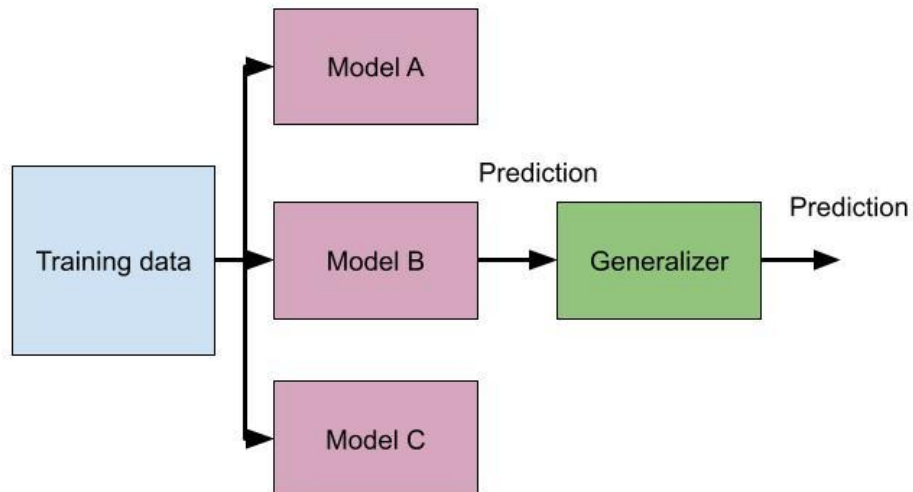 Model A
Prediction
Prediction
Training data
Model B
Generalizer
Model C